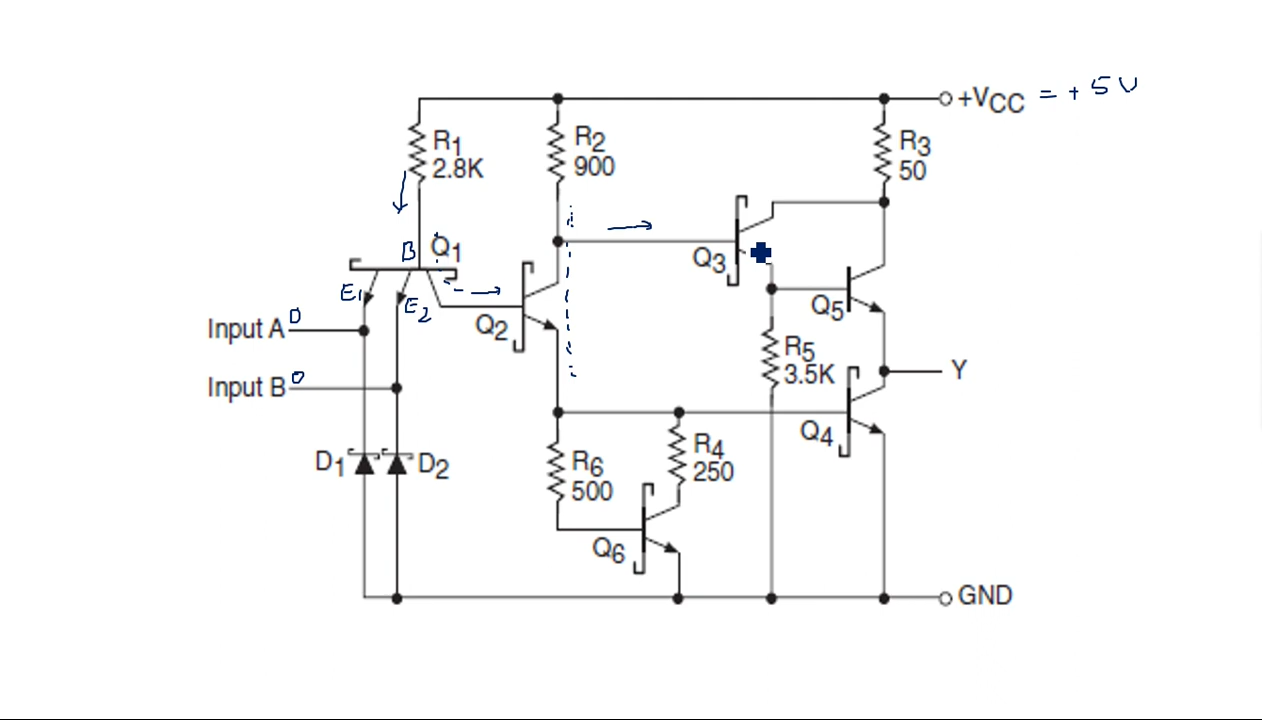 +VCC = + 5 V
R1
2.8K
R2
900
R3
50
B Q1
E1
E2
Q3
Input A 0
Q2
Q5
Input B 0
R5
3.5K
Y
Q4
D1
D2
R6
500
R4
250
Q6
GND